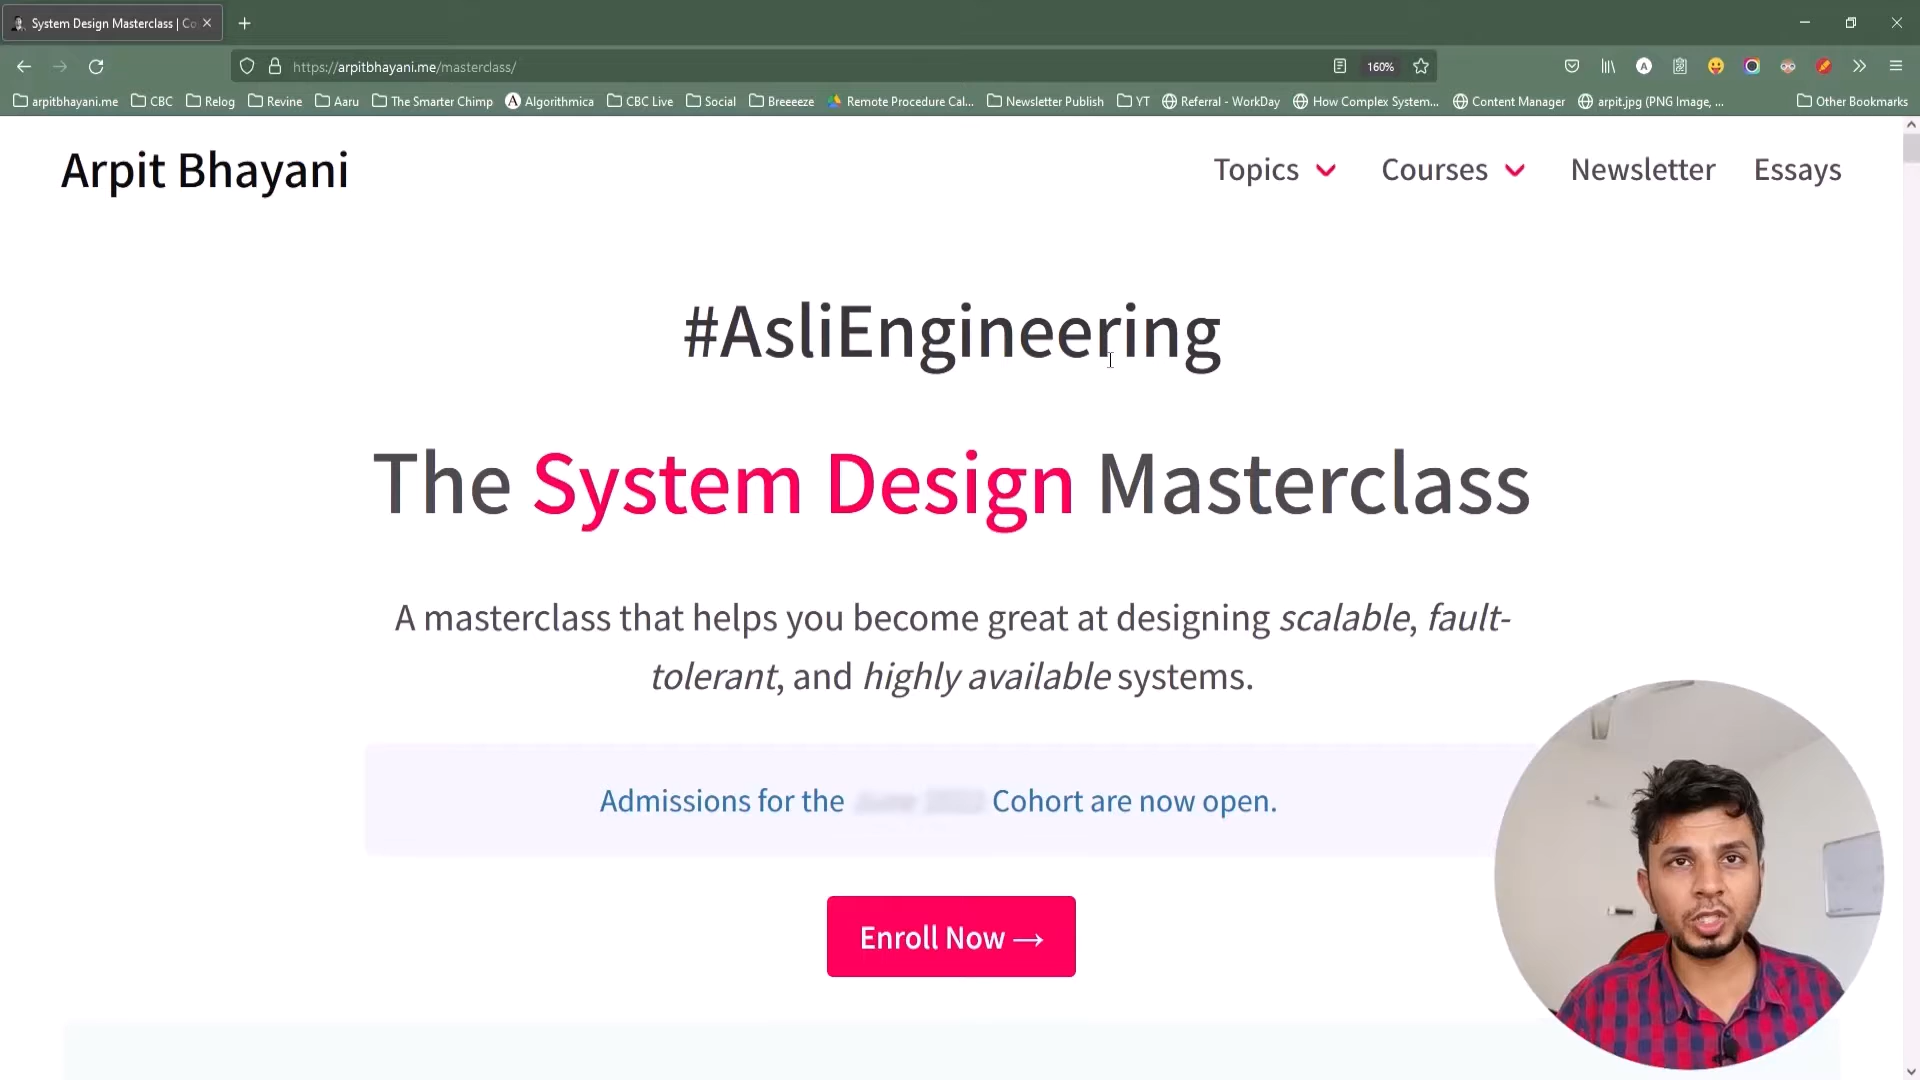 System Design Masterclass | Co
https://arpitbhayani.me/masterclass/
160%
arpitbhayani.me CBC Relog Revine Aaru The Smarter Chimp Algorithmica CBC Live Social Breeeeze Remote Procedure Cal... Newsletter Publish YT Referral - WorkDay How Complex System... Content Manager arpit.jpg (PNG Image, ... Other Bookmarks
Arpit Bhayani Topics Courses Newsletter Essays
#AsliEngineering
The System Design Masterclass
A masterclass that helps you become great at designing scalable, fault-
tolerant, and highly available systems.
Admissions for the Cohort are now open.
Enroll Now →